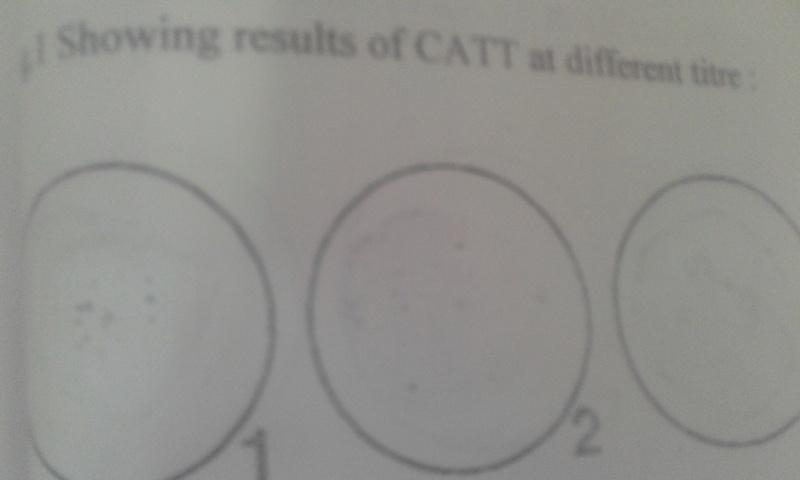 Showing results of CATT at different titre :
1
2